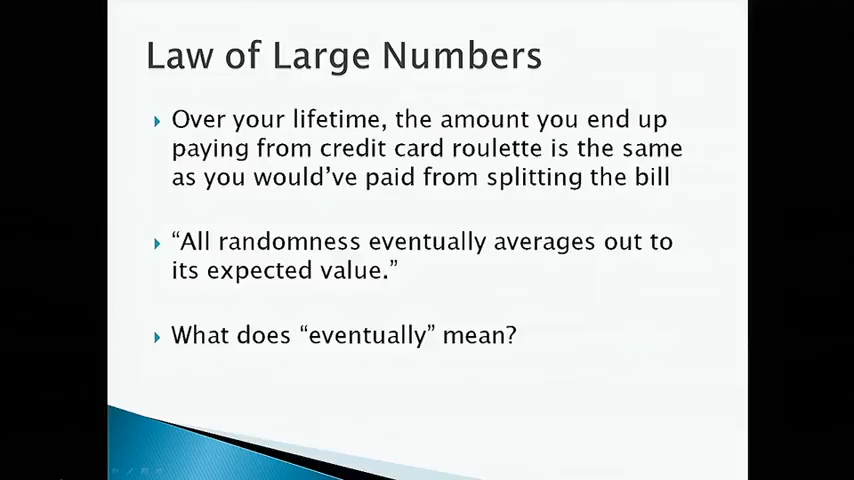 Law of Large Numbers
Over your lifetime, the amount you end up
paying from credit card roulette is the same
as you would’ve paid from splitting the bill
“All randomness eventually averages out to
its expected value.”
What does “eventually” mean?